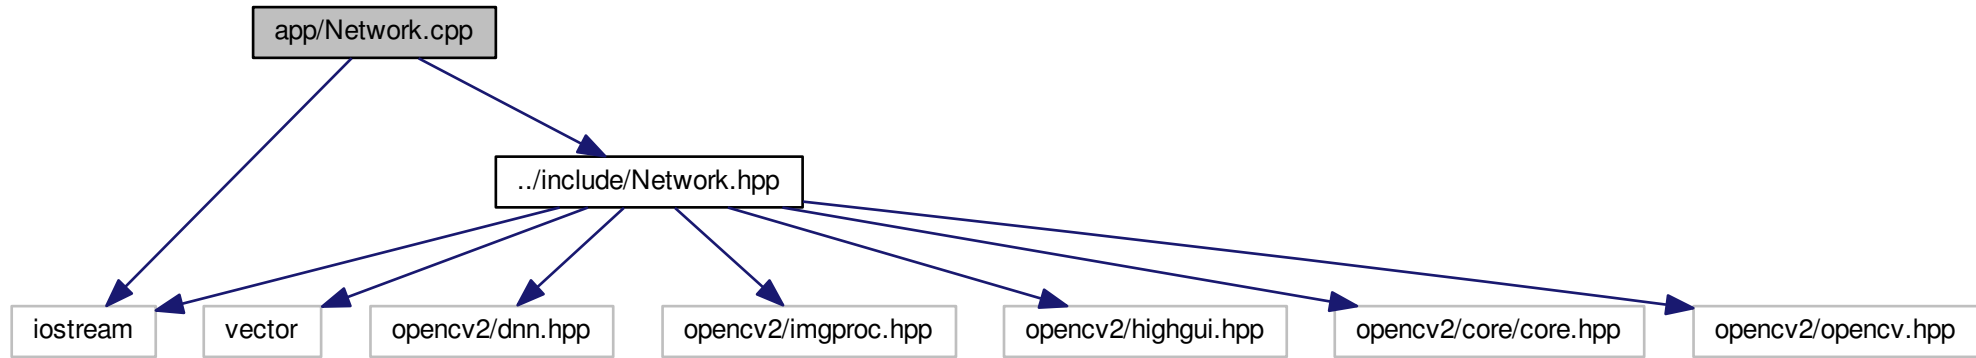 app/Network.cpp
../include/Network.hpp
iostream
vector
opencv2/dnn.hpp
opencv2/imgproc.hpp
opencv2/highgui.hpp
opencv2/core/core.hpp
opencv2/opencv.hpp